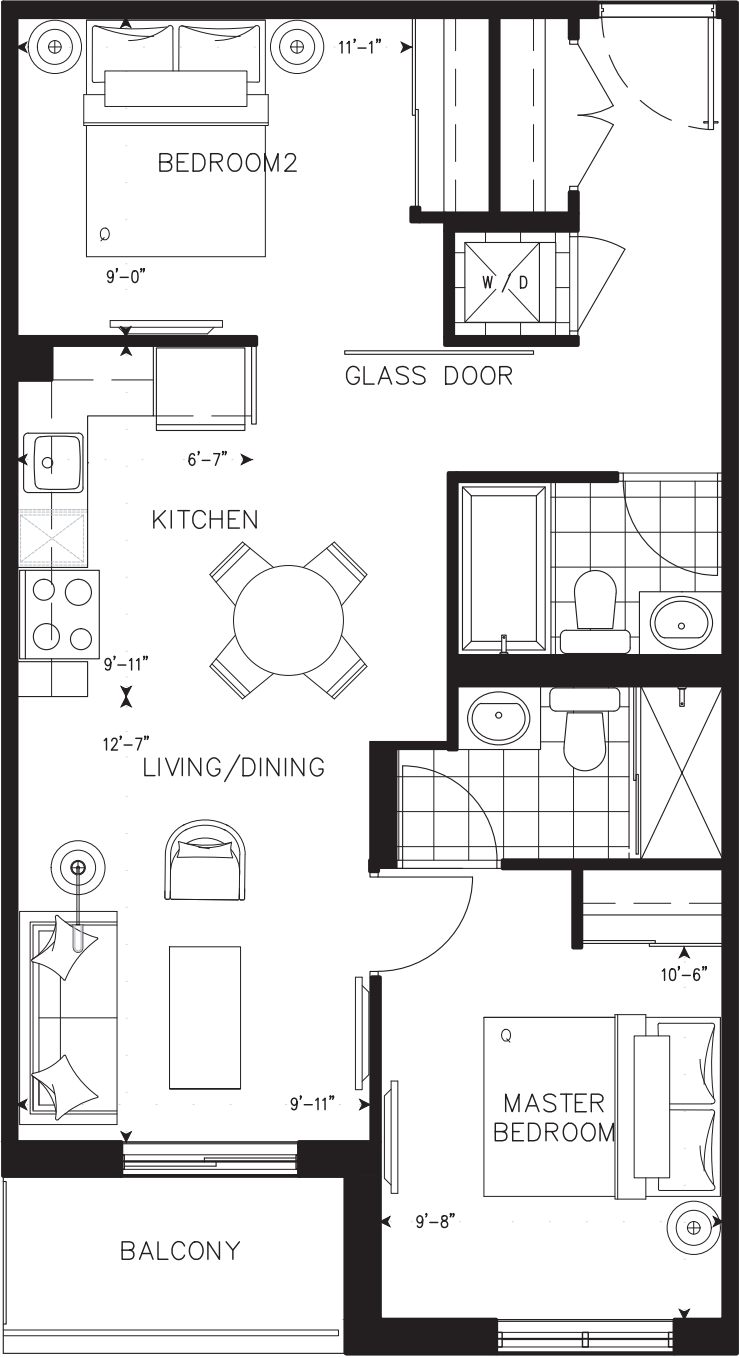 11'-1"
BEDROOM2
Q
9'-0"
W / D
GLASS DOOR
6'-7"
KITCHEN
9'-11"
12'-7"
LIVING/DINING
10'-6"
Q
9'-11"
MASTER
BEDROOM
9'-8"
BALCONY